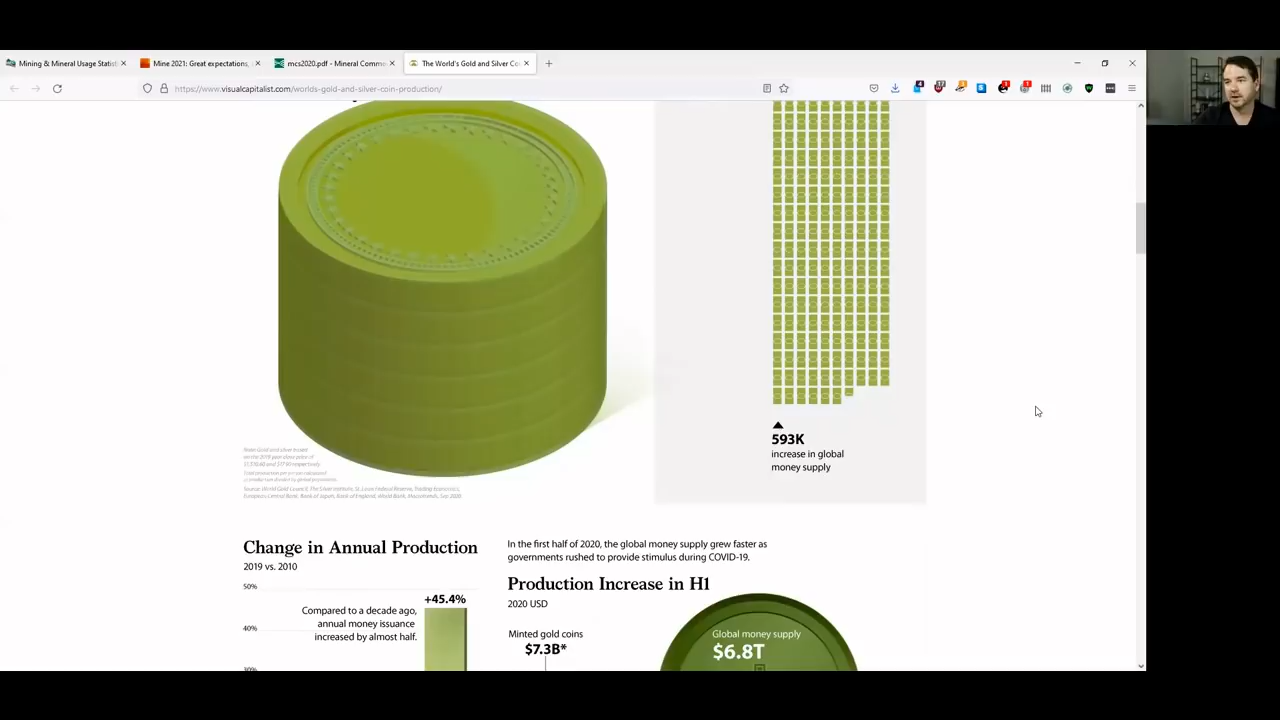 Mining & Mineral Usage Statist
Mine 2021: Great expectations,
mcs2020.pdf - Mineral Commo
The World's Gold and Silver Co
https://www.visualcapitalist.com/worlds-gold-and-silver-coin-production/
593K
increase in global
money supply
Change in Annual Production
2019 vs. 2010
50%
+45.4%
Compared to a decade ago,
annual money issuance
increased by almost half.
40%
30%
In the first half of 2020, the global money supply grew faster as
governments rushed to provide stimulus during COVID-19.
Production Increase in H1
2020 USD
Minted gold coins
$7.3B*
Global money supply
$6.8T